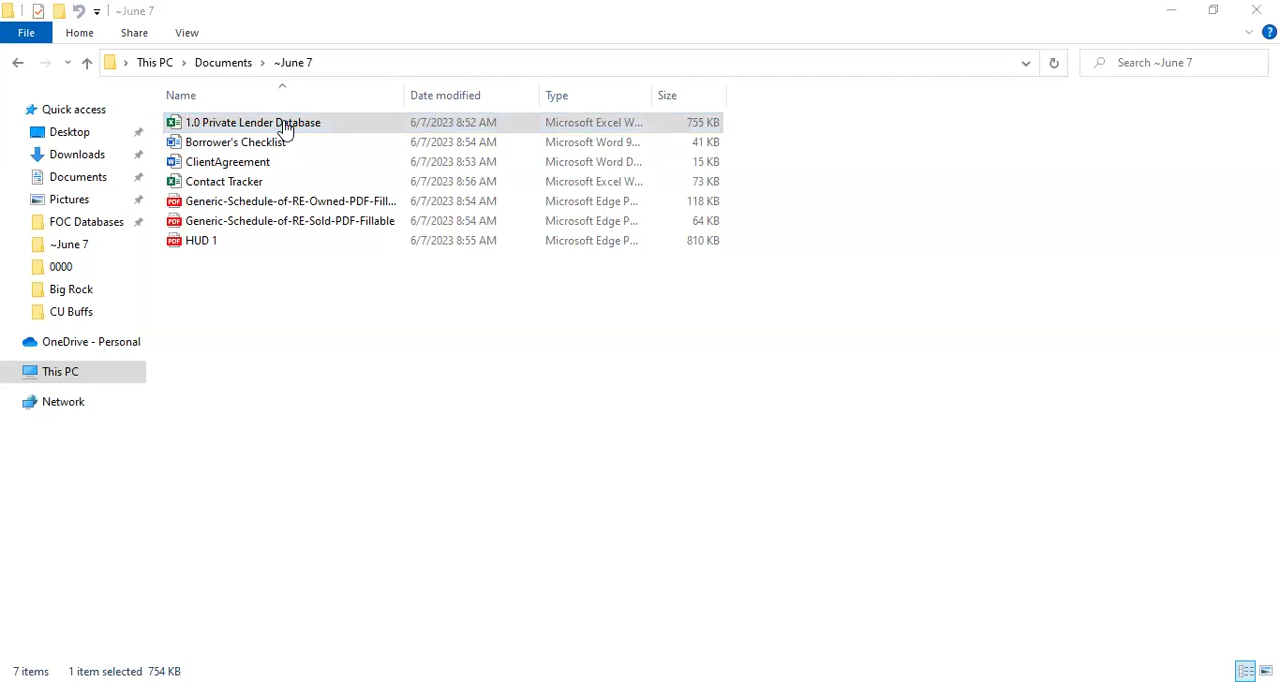 ~June 7
File Home Share View
This PC Documents ~June 7 Search ~June 7
Name Date modified Type Size
Quick access
Desktop
Downloads
Documents
Pictures
FOC Databases
~June 7
0000
Big Rock
CU Buffs
OneDrive - Personal
This PC
Network
1.0 Private Lender Database 6/7/2023 8:52 AM Microsoft Excel W... 755 KB
Borrower's Checklist 6/7/2023 8:54 AM Microsoft Word 9... 41 KB
ClientAgreement 6/7/2023 8:53 AM Microsoft Word D... 15 KB
Contact Tracker 6/7/2023 8:56 AM Microsoft Excel W... 73 KB
Generic-Schedule-of-RE-Owned-PDF-Fill... 6/7/2023 8:54 AM Microsoft Edge P... 118 KB
Generic-Schedule-of-RE-Sold-PDF-Fillable 6/7/2023 8:54 AM Microsoft Edge P... 64 KB
HUD 1 6/7/2023 8:55 AM Microsoft Edge P... 810 KB
7 items 1 item selected 754 KB